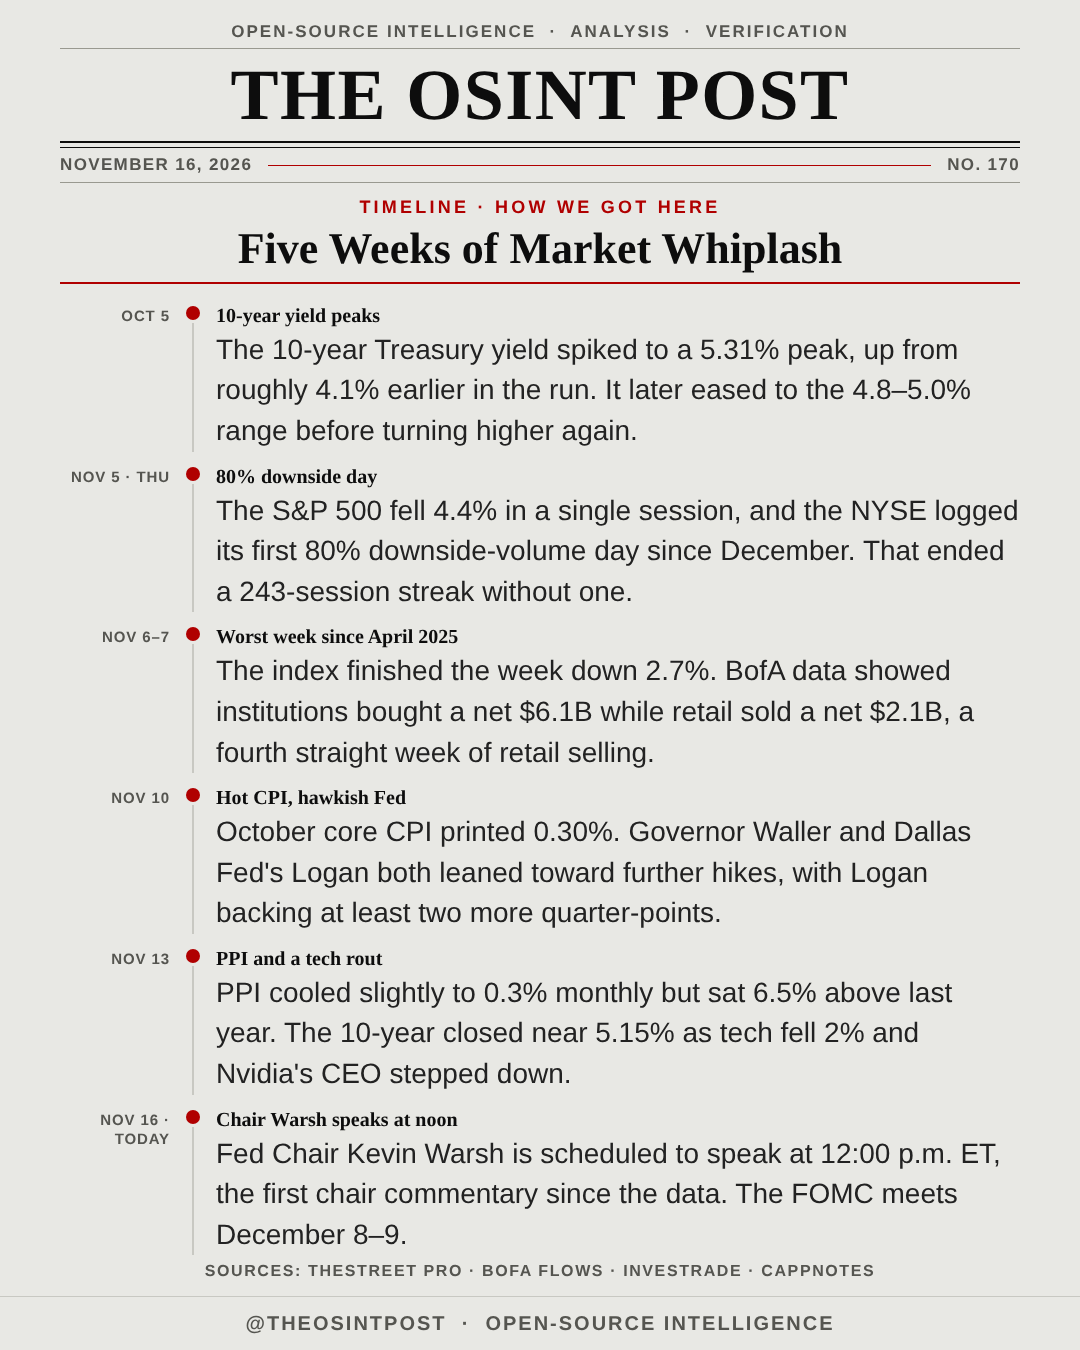 OPEN-SOURCE INTELLIGENCE · ANALYSIS · VERIFICATION
THE OSINT POST
NOVEMBER 16, 2026
NO. 170
TIMELINE · HOW WE GOT HERE
Five Weeks of Market Whiplash
OCT 5
10-year yield peaks
The 10-year Treasury yield spiked to a 5.31% peak, up from
roughly 4.1% earlier in the run. It later eased to the 4.8–5.0%
range before turning higher again.
NOV 5 · THU
80% downside day
The S&P 500 fell 4.4% in a single session, and the NYSE logged
its first 80% downside-volume day since December. That ended
a 243-session streak without one.
NOV 6–7
Worst week since April 2025
The index finished the week down 2.7%. BofA data showed
institutions bought a net $6.1B while retail sold a net $2.1B, a
fourth straight week of retail selling.
NOV 10
Hot CPI, hawkish Fed
October core CPI printed 0.30%. Governor Waller and Dallas
Fed's Logan both leaned toward further hikes, with Logan
backing at least two more quarter-points.
NOV 13
PPI and a tech rout
PPI cooled slightly to 0.3% monthly but sat 6.5% above last
year. The 10-year closed near 5.15% as tech fell 2% and
Nvidia's CEO stepped down.
NOV 16 ·
TODAY
Chair Warsh speaks at noon
Fed Chair Kevin Warsh is scheduled to speak at 12:00 p.m. ET,
the first chair commentary since the data. The FOMC meets
December 8–9.
SOURCES: THESTREET PRO · BOFA FLOWS · INVESTRADE · CAPPNOTES
@THEOSINTPOST · OPEN-SOURCE INTELLIGENCE